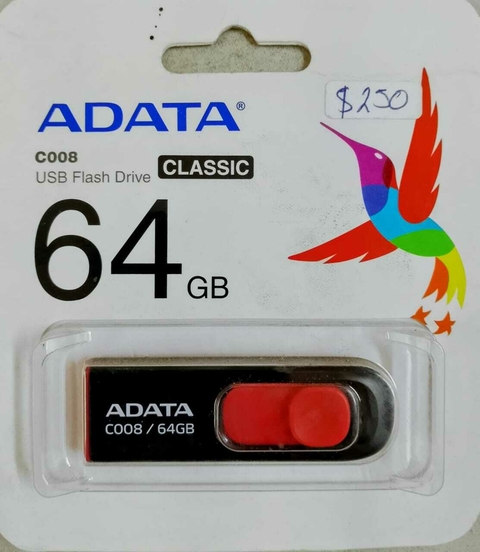 $250
ADATA®
C008
USB Flash Drive CLASSIC
64 GB
ADATA
C008 / 64GB